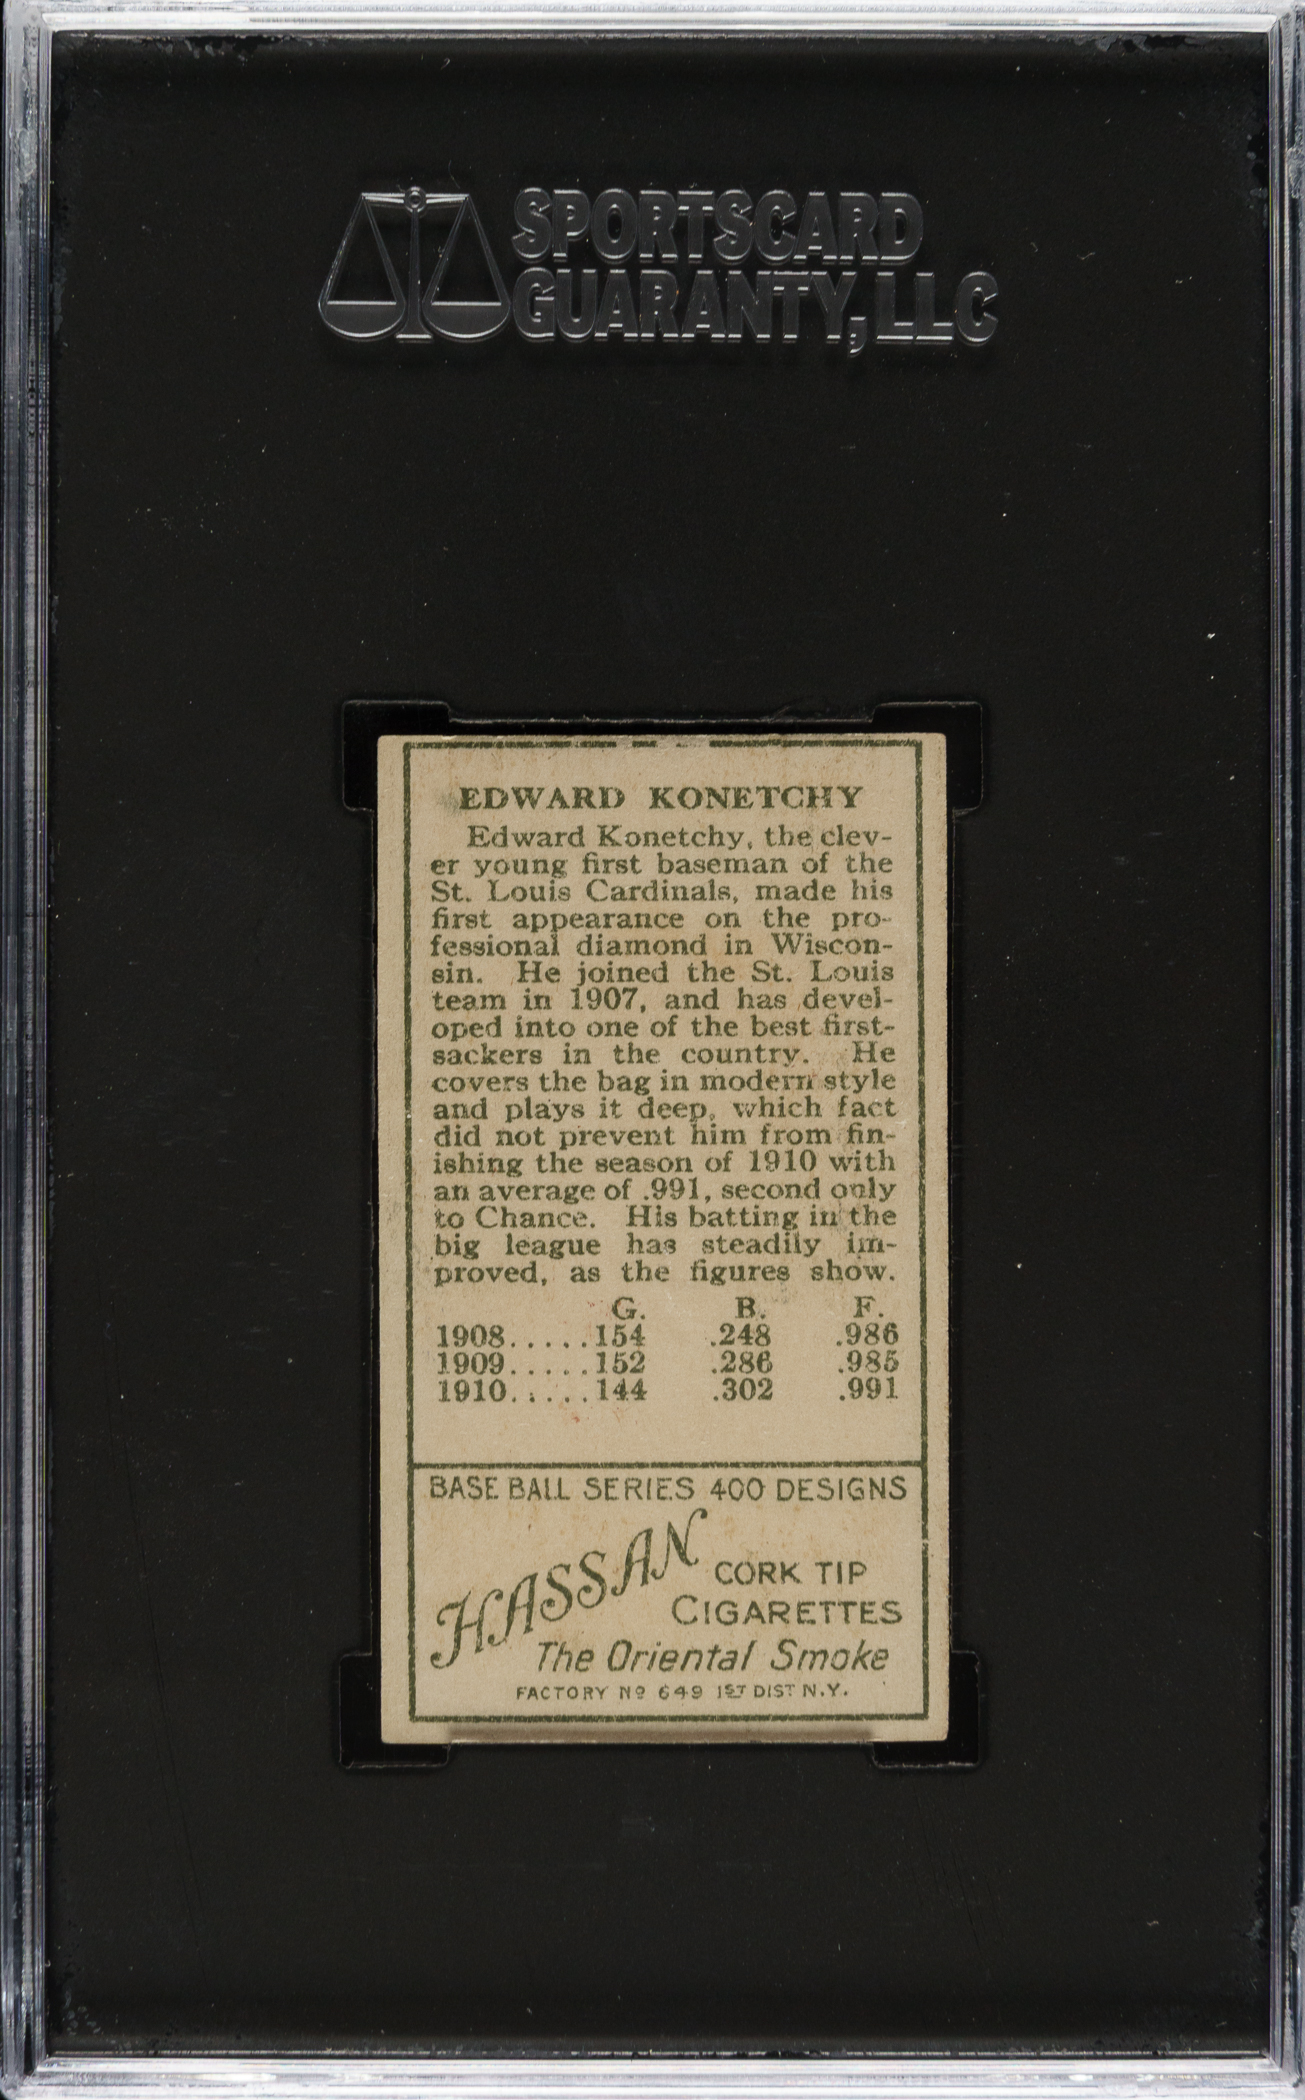 SPORTSCARD
GUARANTY, LLC
EDWARD KONETCHY
Edward Konetchy, the clev-
er young first baseman of the
St. Louis Cardinals, made his
first appearance on the pro-
fessional diamond in Wiscon-
sin. He joined the St. Louis
team in 1907, and has devel-
oped into one of the best first-
sackers in the country. He
covers the bag in modern style
and plays it deep, which fact
did not prevent him from fin-
ishing the season of 1910 with
an average of .991, second only
to Chance. His batting in the
big league has steadily im-
proved, as the figures show.
G. B. F.
1908.....154 .248 .986
1909.....152 .286 .985
1910.....144 .302 .991
BASE BALL SERIES 400 DESIGNS
HASSAN CORK TIP
CIGARETTES
The Oriental Smoke
FACTORY Nº 649 1ST DIST N.Y.